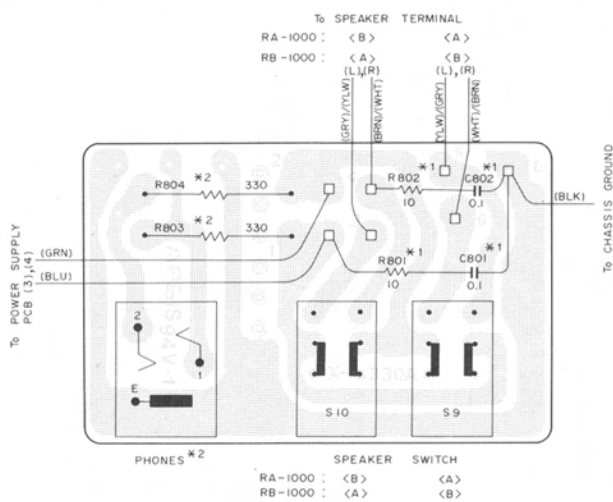 To SPEAKER TERMINAL
RA-1000 : <B> <A>
RB-1000 : <A> <B>
(L),(R) (L),(R)
(GRY)/(YLW)
(BRN)/(WHT)
(YLW)/(GRY)
(WHT)/(BRN)
R804 *2 330
R802 *1 10
*1 C802 0.1
(BLK)
To CHASSIS GROUND
R803 *2 330
(GRN)
(BLU)
To POWER SUPPLY
PCB (3),(4)
R801 *1 10
C801 *1 0.1
2
1
E
S10
S9
PHONES *2
SPEAKER SWITCH
RA-1000 : <B> <A>
RB-1000 : <A> <B>